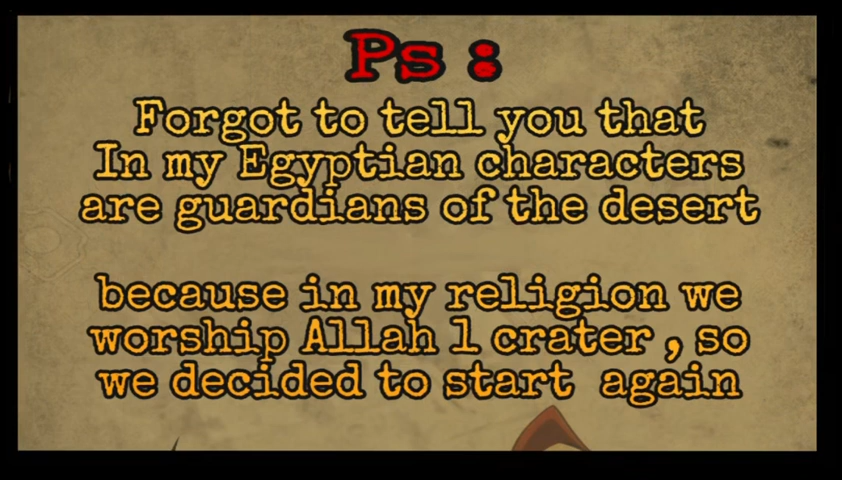 Ps :
Forgot to tell you that
In my Egyptian characters
are guardians of the desert
because in my religion we
worship Allah 1 crater , so
we decided to start again